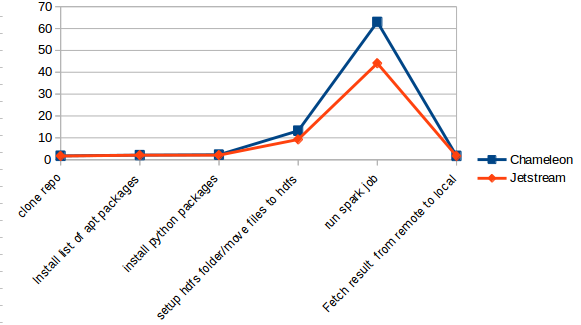 70
60
50
40
30
20
10
0
clone repo
Install list of apt packages
install python packages
setup hdfs folder/move files to hdfs
run spark job
Fetch result from remote to local
Chameleon
Jetstream